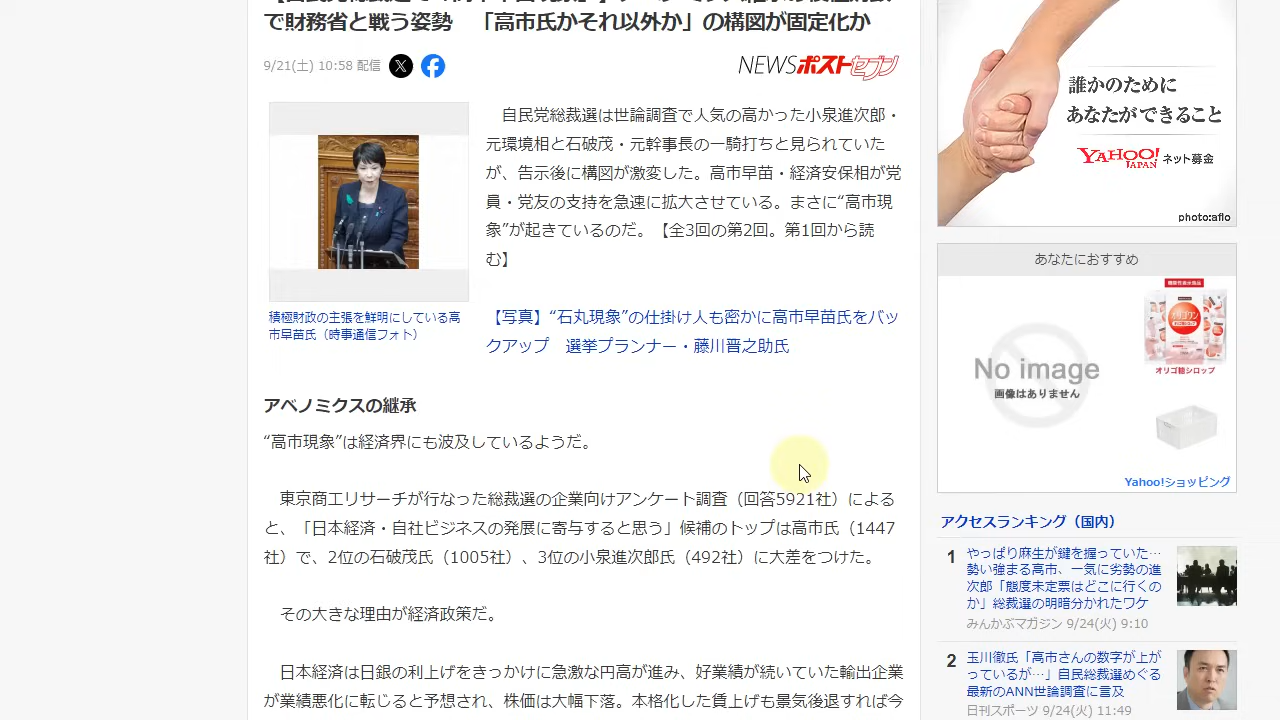 で財務省と戦う姿勢　「高市氏かそれ以外か」の構図が固定化か
9/21(土) 10:58 配信
NEWSポストセブン
積極財政の主張を鮮明にしている高
市早苗氏（時事通信フォト）
　自民党総裁選は世論調査で人気の高かった小泉進次郎・
元環境相と石破茂・元幹事長の一騎打ちと見られていた
が、告示後に構図が激変した。高市早苗・経済安保相が党
員・党友の支持を急速に拡大させている。まさに“高市現
象”が起きているのだ。【全3回の第2回。第1回から読
む】
【写真】“石丸現象”の仕掛け人も密かに高市早苗氏をバッ
クアップ　選挙プランナー・藤川晋之助氏
アベノミクスの継承
“高市現象”は経済界にも波及しているようだ。
　東京商工リサーチが行なった総裁選の企業向けアンケート調査（回答5921社）による
と、「日本経済・自社ビジネスの発展に寄与すると思う」候補のトップは高市氏（1447
社）で、2位の石破茂氏（1005社）、3位の小泉進次郎氏（492社）に大差をつけた。
　その大きな理由が経済政策だ。
　日本経済は日銀の利上げをきっかけに急激な円高が進み、好業績が続いていた輸出企業
が業績悪化に転じると予想され、株価は大幅下落。本格化した賃上げも景気後退すれば今
誰かのために
あなたができること
YAHOO! JAPAN ネット募金
photo:aflo
あなたにおすすめ
No image
画像はありません
オリゴ糖シロップ
Yahoo!ショッピング
アクセスランキング（国内）
1
やっぱり麻生が鍵を握っていた…
勢い強まる高市、一気に劣勢の進
次郎「態度未定票はどこに行くの
か」総裁選の明暗分かれたワケ
みんかぶマガジン 9/24(火) 9:10
2
玉川徹氏「高市さんの数字が上が
っているが…」自民総裁選めぐる
最新のANN世論調査に言及
日刊スポーツ 9/24(火) 11:49